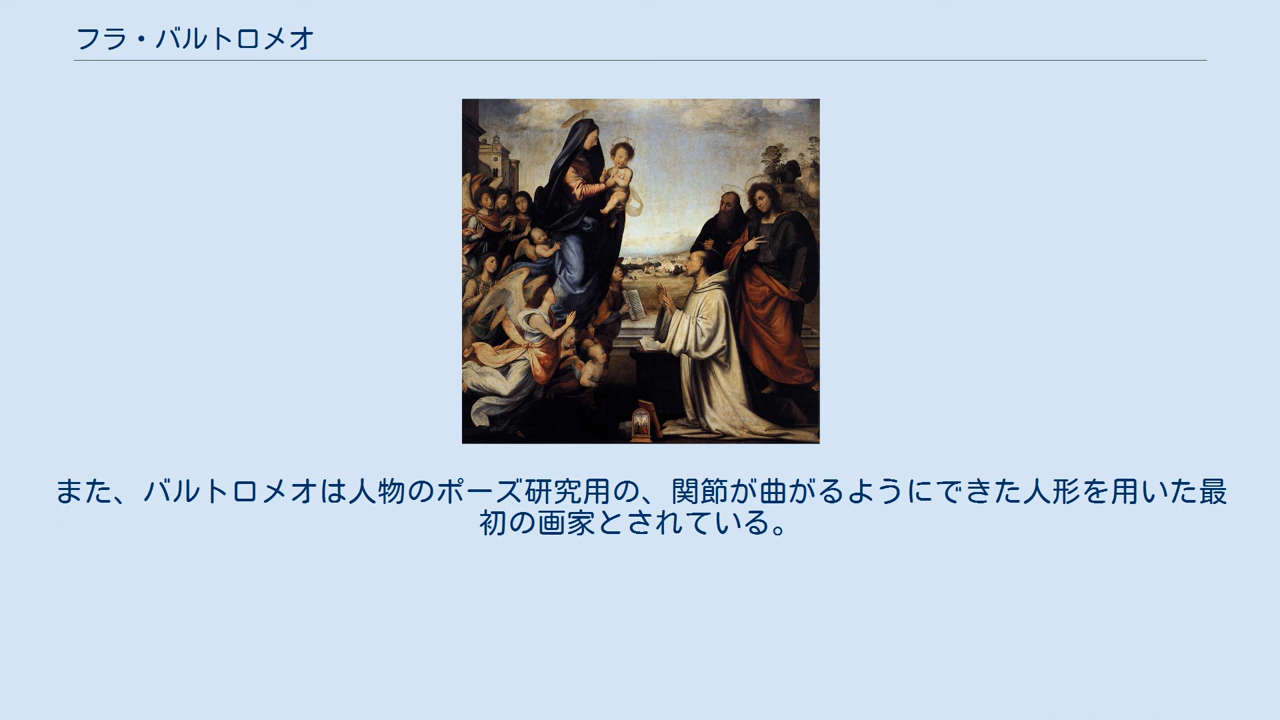 フラ・バルトロメオ
また、バルトロメオは人物のポーズ研究用の、関節が曲がるようにできた人形を用いた最
初の画家とされている。